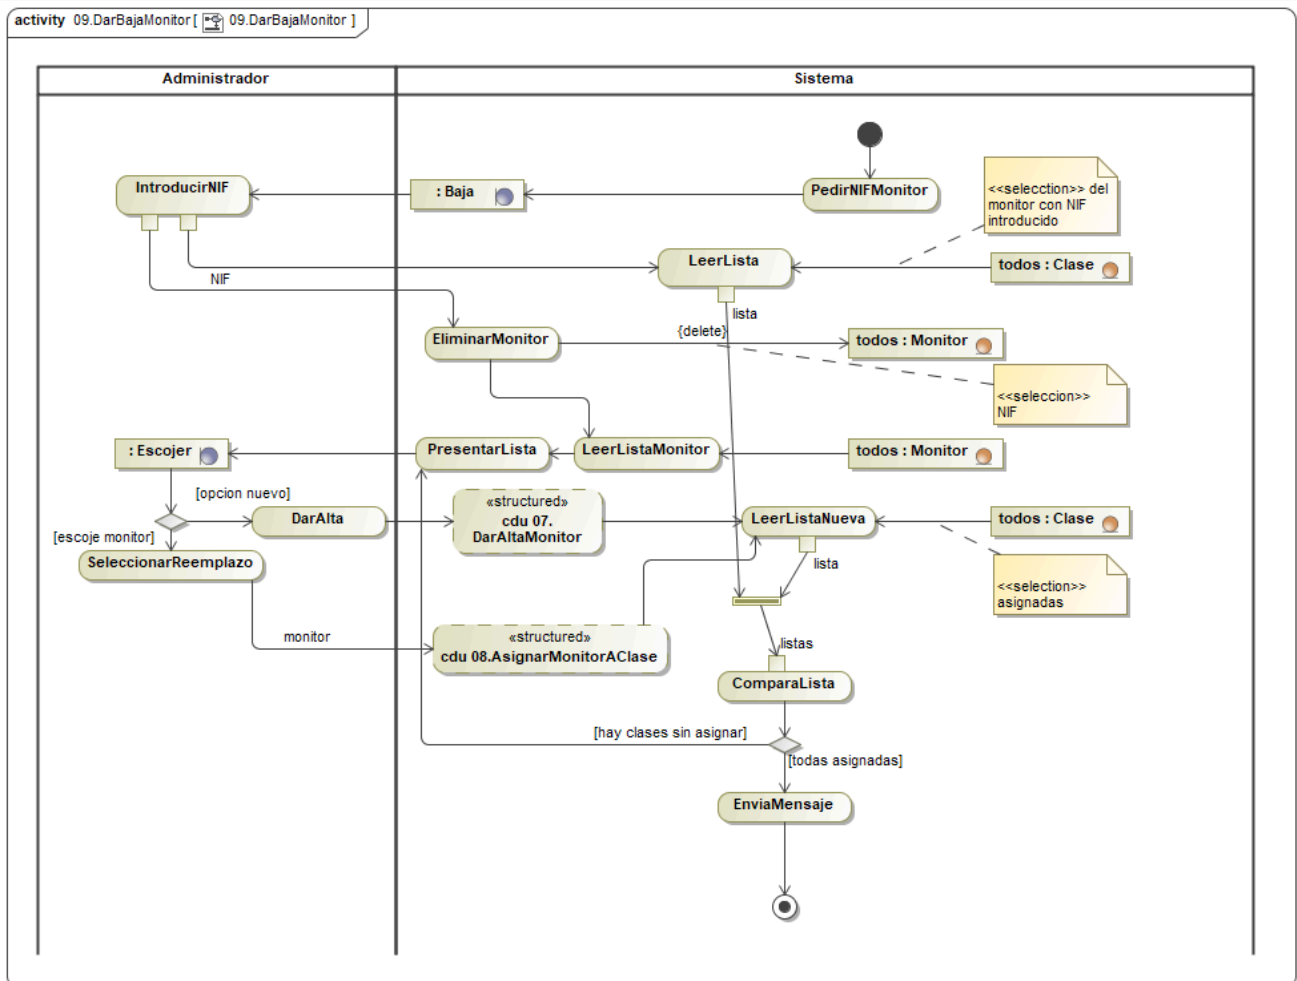 activity 09.DarBajaMonitor [ 09.DarBajaMonitor ]
Administrador
Sistema
IntroducirNIF
: Baja
PedirNIFMonitor
<<selecction>> del
monitor con NIF
introducido
LeerLista
todos : Clase
NIF
lista
EliminarMonitor
{delete}
todos : Monitor
<<seleccion>>
NIF
: Escojer
PresentarLista
LeerListaMonitor
todos : Monitor
[opcion nuevo]
DarAlta
«structured»
cdu 07.
DarAltaMonitor
LeerListaNueva
todos : Clase
[escoje monitor]
SeleccionarReemplazo
lista
<<selection>>
asignadas
monitor
«structured»
cdu 08.AsignarMonitorAClase
listas
ComparaLista
[hay clases sin asignar]
[todas asignadas]
EnviaMensaje